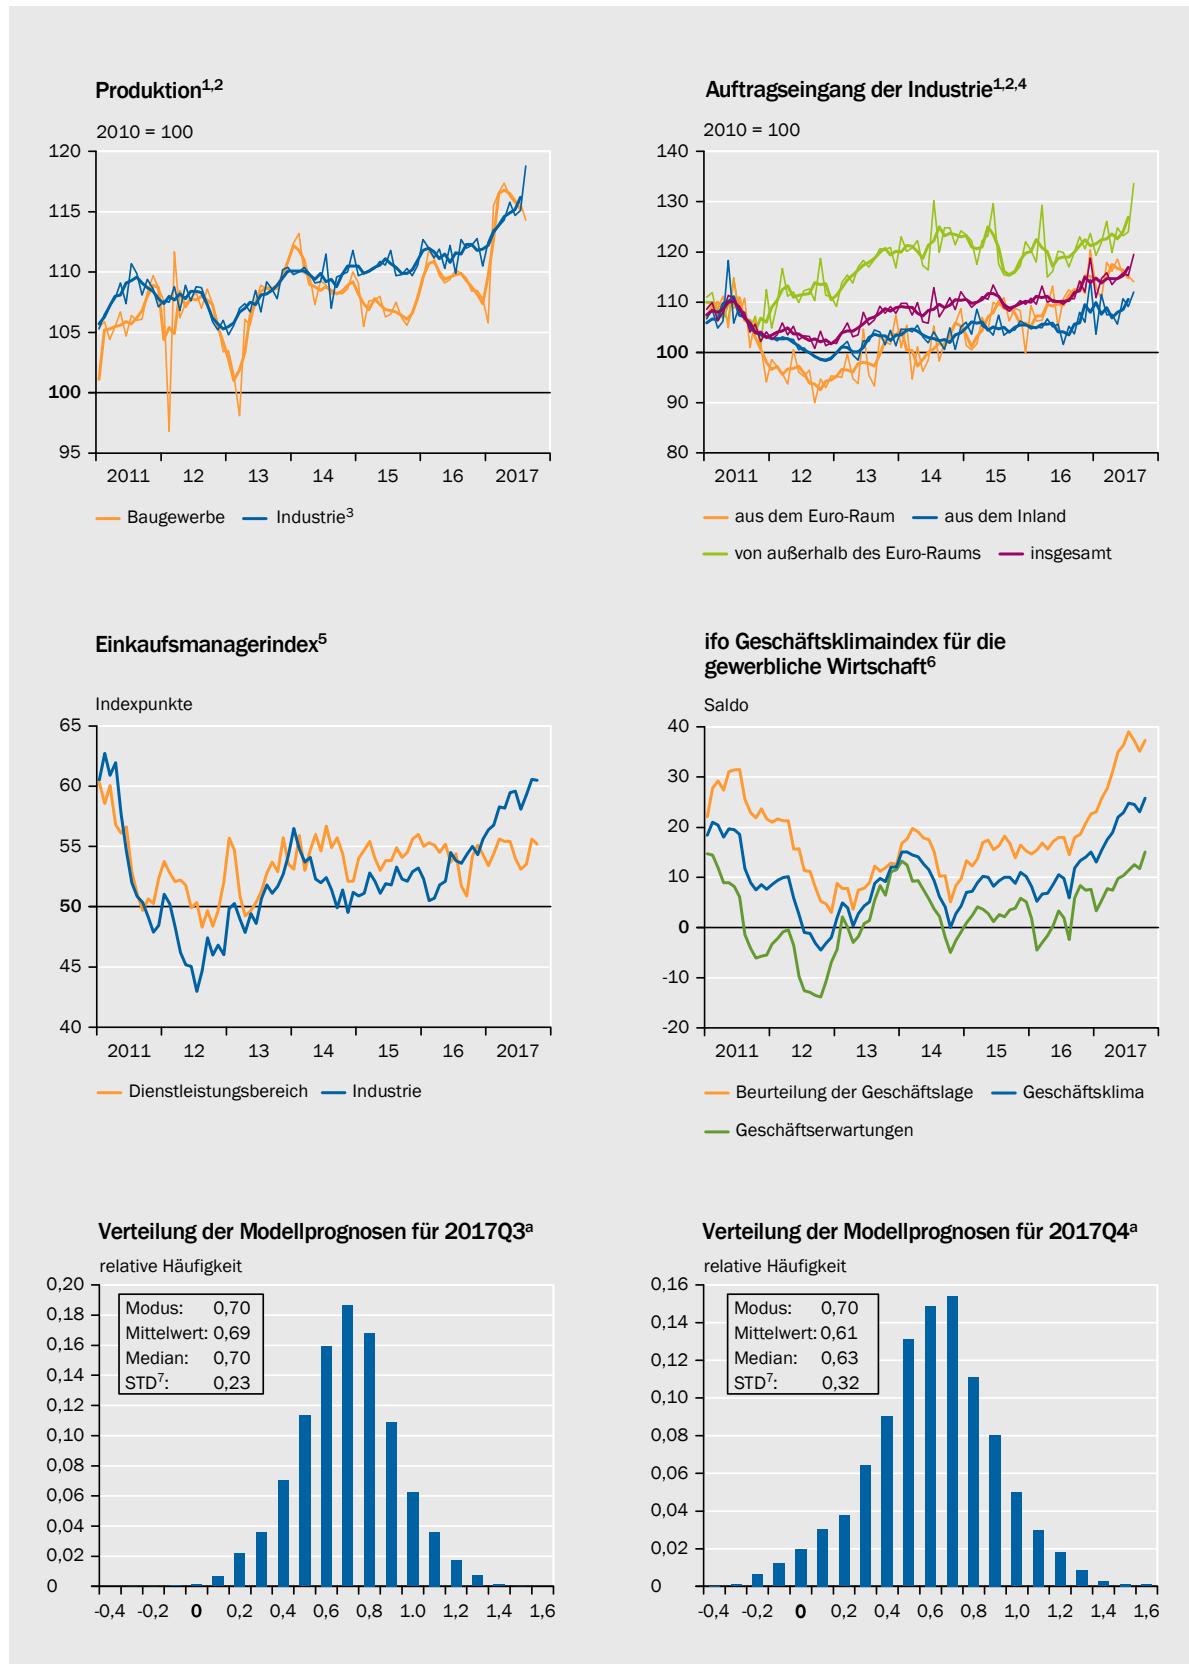 Produktion1,2
2010 = 100
120
115
110
105
100
95
2011 12 13 14 15 16 2017
Baugewerbe Industrie3
Auftragseingang der Industrie1,2,4
2010 = 100
140
130
120
110
100
90
80
2011 12 13 14 15 16 2017
aus dem Euro-Raum aus dem Inland
von außerhalb des Euro-Raums insgesamt
Einkaufsmanagerindex5
Indexpunkte
65
60
55
50
45
40
2011 12 13 14 15 16 2017
Dienstleistungsbereich Industrie
ifo Geschäftsklimaindex für die
gewerbliche Wirtschaft6
Saldo
40
30
20
10
0
-10
-20
2011 12 13 14 15 16 2017
Beurteilung der Geschäftslage Geschäftsklima
Geschäftserwartungen
Verteilung der Modellprognosen für 2017Q3a
relative Häufigkeit
0,20
0,18
0,16
0,14
0,12
0,10
0,08
0,06
0,04
0,02
0
Modus: 0,70
Mittelwert: 0,69
Median: 0,70
STD7: 0,23
-0,4 -0,2 0 0,2 0,4 0,6 0,8 1.0 1,2 1,4 1,6
Verteilung der Modellprognosen für 2017Q4a
relative Häufigkeit
0,16
0,14
0,12
0,10
0,08
0,06
0,04
0,02
0
Modus: 0,70
Mittelwert: 0,61
Median: 0,63
STD7: 0,32
-0,4 -0,2 0 0,2 0,4 0,6 0,8 1,0 1,2 1,4 1,6